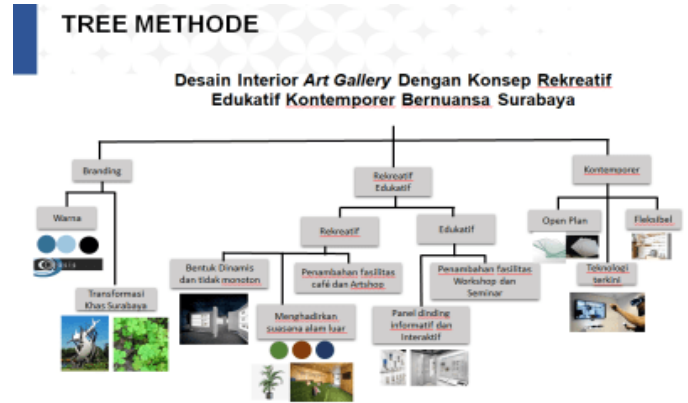 TREE METHODE
Desain Interior Art Gallery Dengan Konsep Rekreatif
Edukatif Kontemporer Bernuansa Surabaya
Branding
Rekreatif
Edukatif
Kontemporer
Warna
Rekreatif
Edukatif
Open Plan
Fleksibel
Bentuk Dinamis
dan tidak monoton
Penambahan fasilitas
café dan Artshop
Penambahan fasilitas
Workshop dan
Seminar
Teknologi
terkini
Transformasi
Khas Surabaya
Menghadirkan
suasana alam luar
Panel dinding
informatif dan
Interaktif